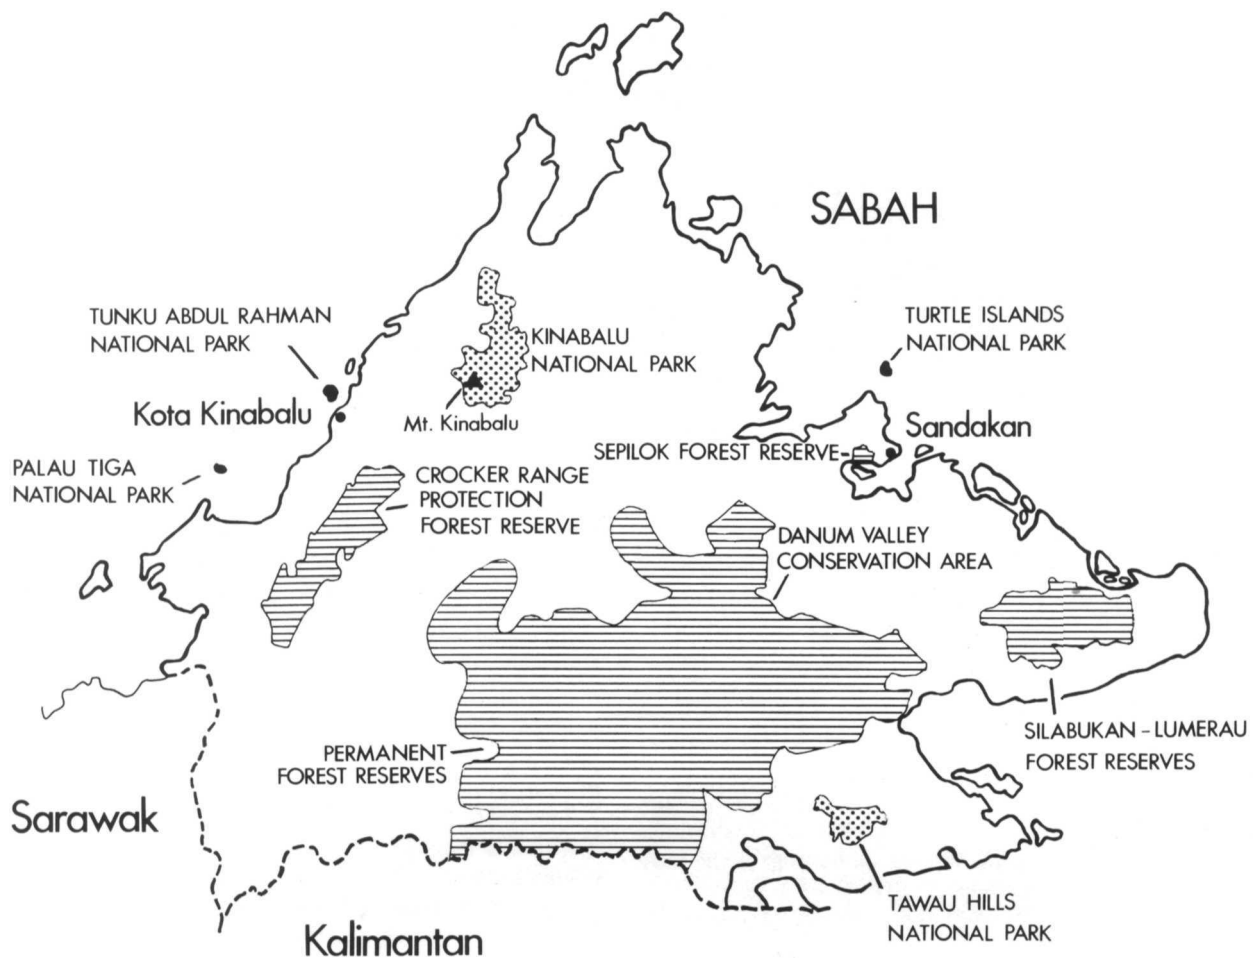 SABAH
TUNKU ABDUL RAHMAN
NATIONAL PARK
TURTLE ISLANDS
NATIONAL PARK
KINABALU
NATIONAL PARK
Kota Kinabalu
Mt. Kinabalu
Sandakan
SEPILOK FOREST RESERVE
PALAU TIGA
NATIONAL PARK
CROCKER RANGE
PROTECTION
FOREST RESERVE
DANUM VALLEY
CONSERVATION AREA
PERMANENT
FOREST RESERVES
SILABUKAN - LUMERAU
FOREST RESERVES
Sarawak
TAWAU HILLS
NATIONAL PARK
Kalimantan